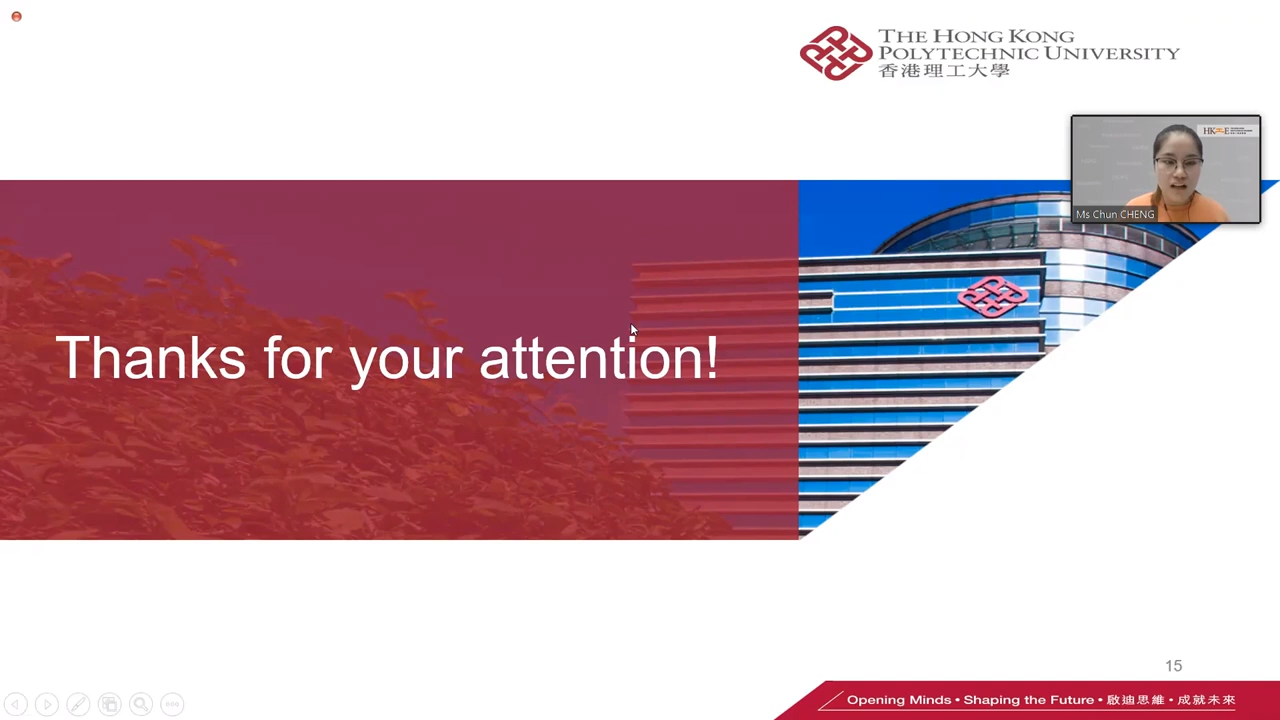 THE HONG KONG
POLYTECHNIC UNIVERSITY
香港理工大學
Ms Chun CHENG
Thanks for your attention!
15
Opening Minds • Shaping the Future • 啟迪思維 • 成就未來